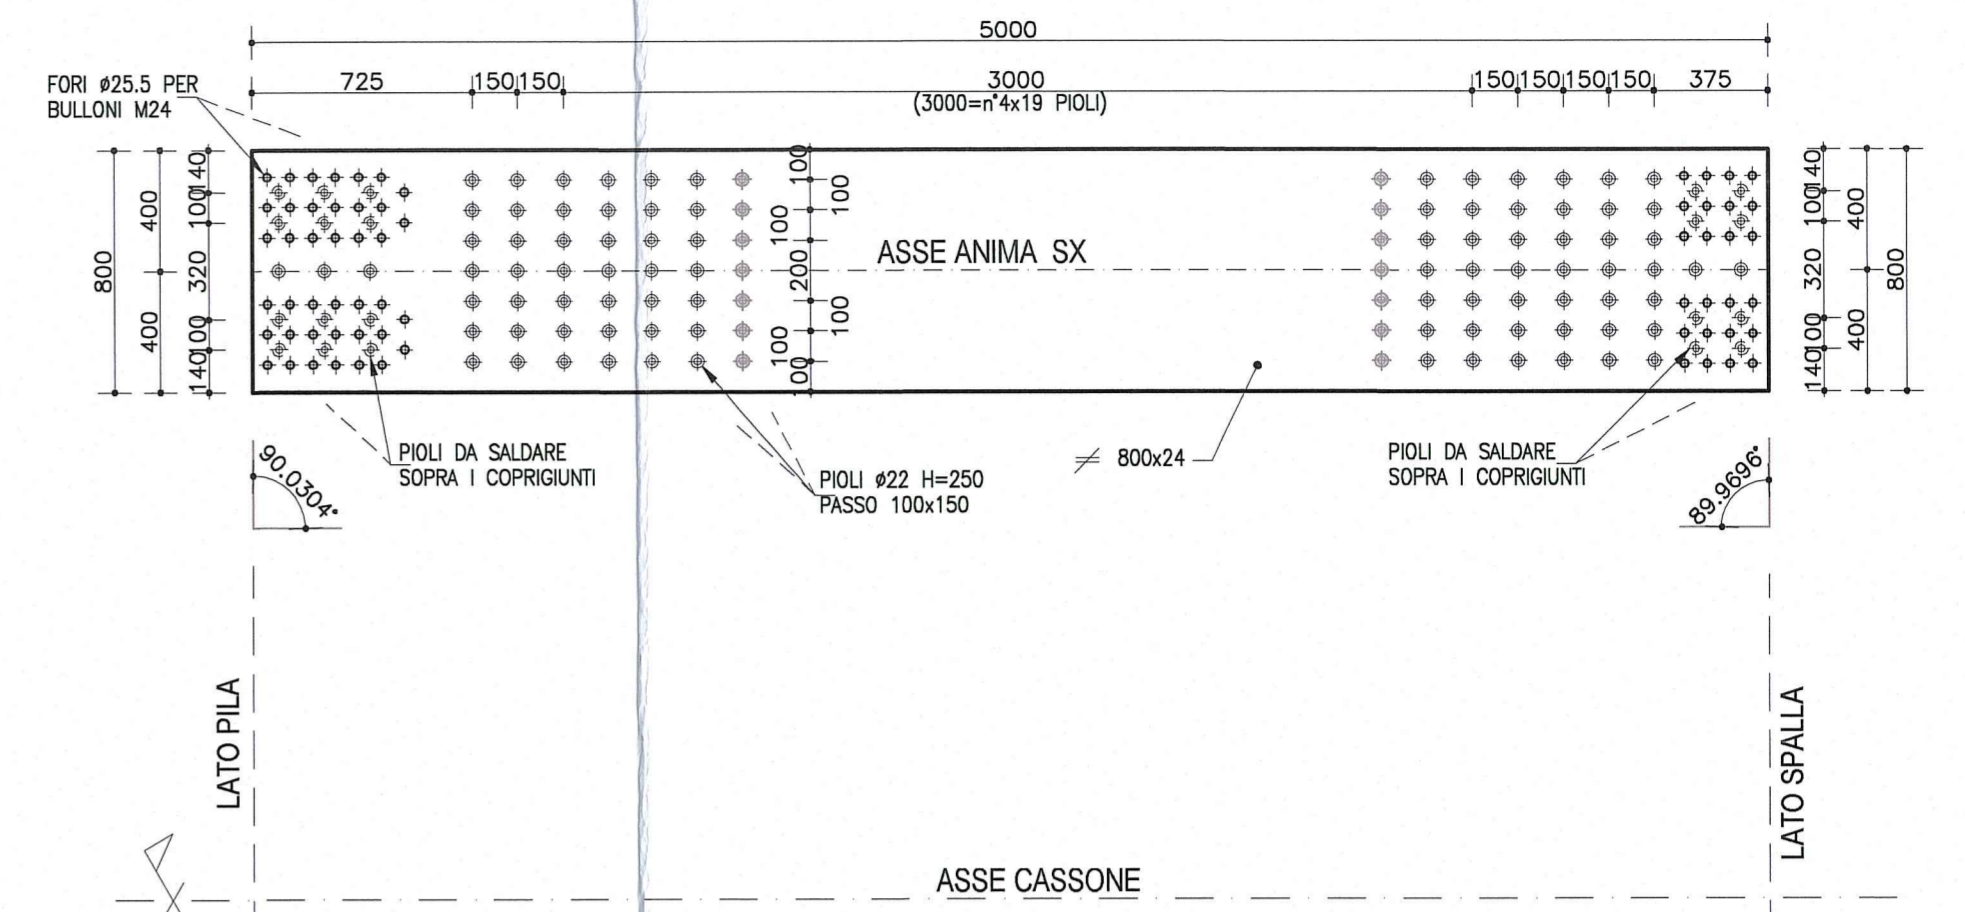 5000
725
150
150
3000
(3000=n°4x19 PIOLI)
150
150
150
150
375
FORI ø25.5 PER
BULLONI M24
800
400
400
140
100
320
100
140
100
100
100
200
100
100
100
ASSE ANIMA SX
140
100
320
100
140
400
400
800
PIOLI DA SALDARE
SOPRA I COPRIGIUNTI
PIOLI ø22 H=250
PASSO 100x150
800x24
PIOLI DA SALDARE
SOPRA I COPRIGIUNTI
90.0304°
89.9696°
LATO PILA
LATO SPALLA
ASSE CASSONE